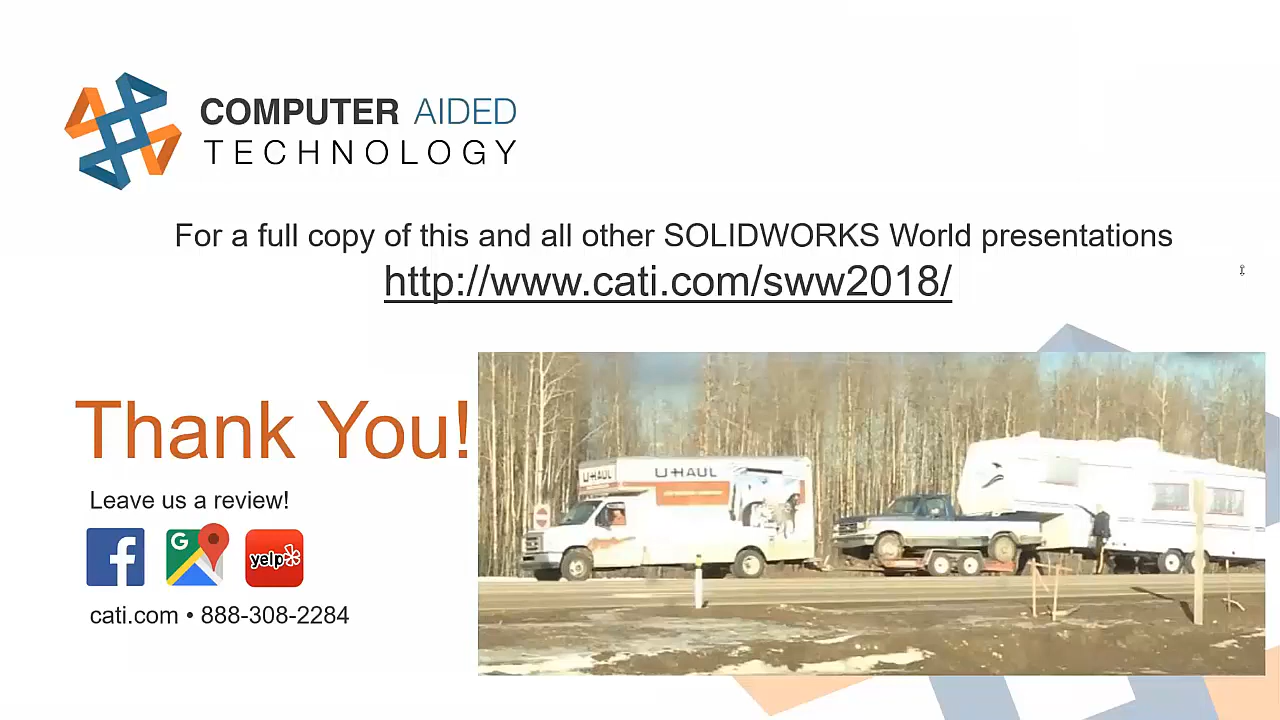 COMPUTER AIDED
TECHNOLOGY
For a full copy of this and all other SOLIDWORKS World presentations
http://www.cati.com/sww2018/
Thank You!
Leave us a review!
f
G
yelp
cati.com • 888-308-2284
U-HAUL
U-HAUL